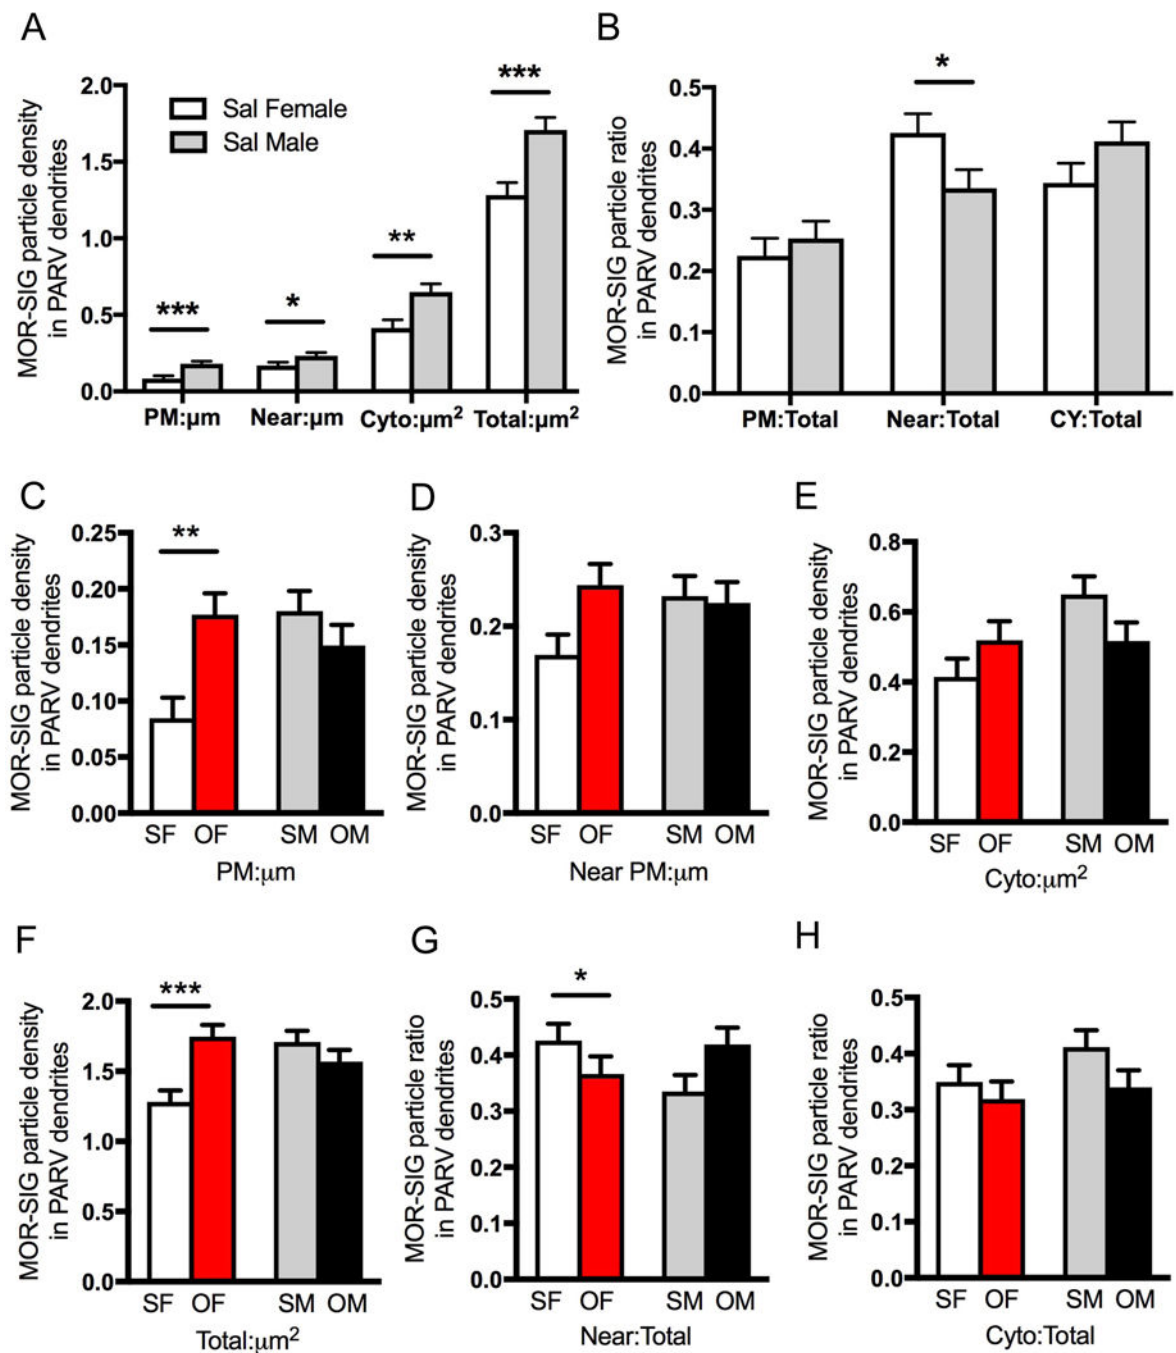 A
MOR-SIG particle density
in PARV dendrites
2.0
1.5
1.0
0.5
0.0
Sal Female
Sal Male
***
*
**
***
PM:µm
Near:µm
Cyto:µm²
Total:µm²
B
MOR-SIG particle ratio
in PARV dendrites
0.5
0.4
0.3
0.2
0.1
0.0
*
PM:Total
Near:Total
CY:Total
C
MOR-SIG particle density
in PARV dendrites
0.25
0.20
0.15
0.10
0.05
0.00
**
SF OF SM OM
PM:µm
D
MOR-SIG particle density
in PARV dendrites
0.3
0.2
0.1
0.0
SF OF SM OM
Near PM:µm
E
MOR-SIG particle density
in PARV dendrites
0.8
0.6
0.4
0.2
0.0
SF OF SM OM
Cyto:µm²
F
MOR-SIG particle density
in PARV dendrites
2.0
1.5
1.0
0.5
0.0
***
SF OF SM OM
Total:µm²
G
MOR-SIG particle ratio
in PARV dendrites
0.5
0.4
0.3
0.2
0.1
0.0
*
SF OF SM OM
Near:Total
H
MOR-SIG particle ratio
in PARV dendrites
0.5
0.4
0.3
0.2
0.1
0.0
SF OF SM OM
Cyto:Total